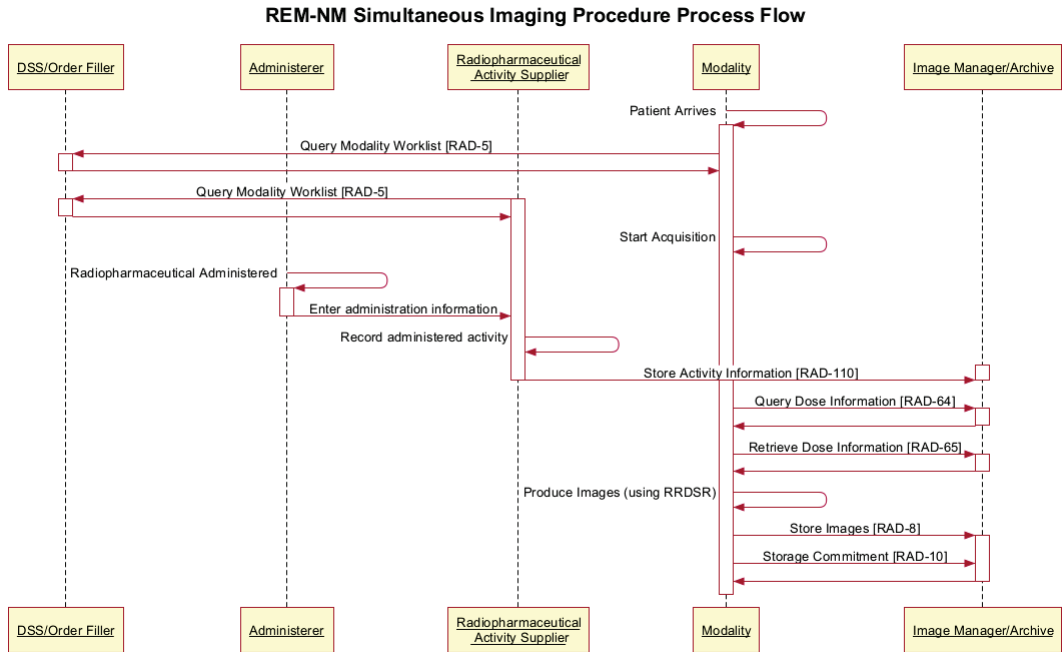 REM-NM Simultaneous Imaging Procedure Process Flow
DSS/Order Filler
Administerer
Radiopharmaceutical
Activity Supplier
Modality
Image Manager/Archive
Patient Arrives
Query Modality Worklist [RAD-5]
Query Modality Worklist [RAD-5]
Start Acquisition
Radiopharmaceutical Administered
Enter administration information
Record administered activity
Store Activity Information [RAD-110]
Query Dose Information [RAD-64]
Retrieve Dose Information [RAD-65]
Produce Images (using RRDSR)
Store Images [RAD-8]
Storage Commitment [RAD-10]
DSS/Order Filler
Administerer
Radiopharmaceutical
Activity Supplier
Modality
Image Manager/Archive